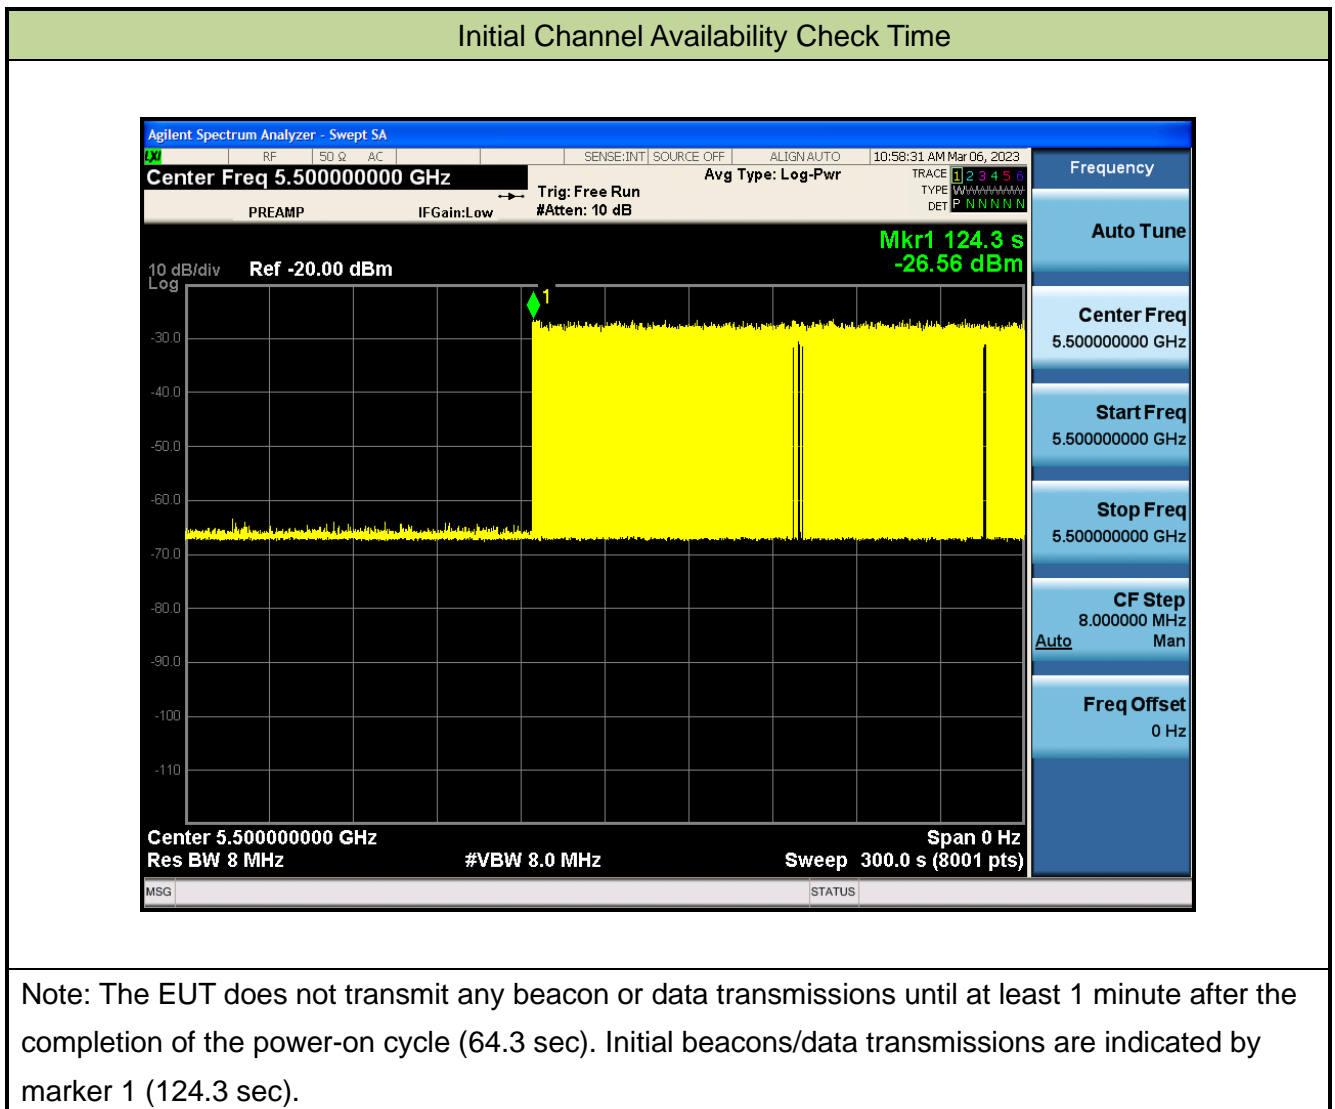 Initial Channel Availability Check Time
Agilent Spectrum Analyzer - Swept SA
LXI RF 50 Ω AC SENSE:INT SOURCE OFF ALIGN AUTO 10:58:31 AM Mar 06, 2023
Center Freq 5.500000000 GHz
Avg Type: Log-Pwr
TRACE 1 2 3 4 5 6
Trig: Free Run
TYPE WWWWWW
PREAMP IFGain:Low #Atten: 10 dB
DET P N N N N N
Mkr1 124.3 s
-26.56 dBm
10 dB/div Ref -20.00 dBm
Log
1
-30.0
-40.0
-50.0
-60.0
-70.0
-80.0
-90.0
-100
-110
Center 5.500000000 GHz Span 0 Hz
Res BW 8 MHz #VBW 8.0 MHz Sweep 300.0 s (8001 pts)
MSG STATUS
Frequency
Auto Tune
Center Freq
5.500000000 GHz
Start Freq
5.500000000 GHz
Stop Freq
5.500000000 GHz
CF Step
8.000000 MHz
Auto Man
Freq Offset
0 Hz
Note: The EUT does not transmit any beacon or data transmissions until at least 1 minute after the
completion of the power-on cycle (64.3 sec). Initial beacons/data transmissions are indicated by
marker 1 (124.3 sec).